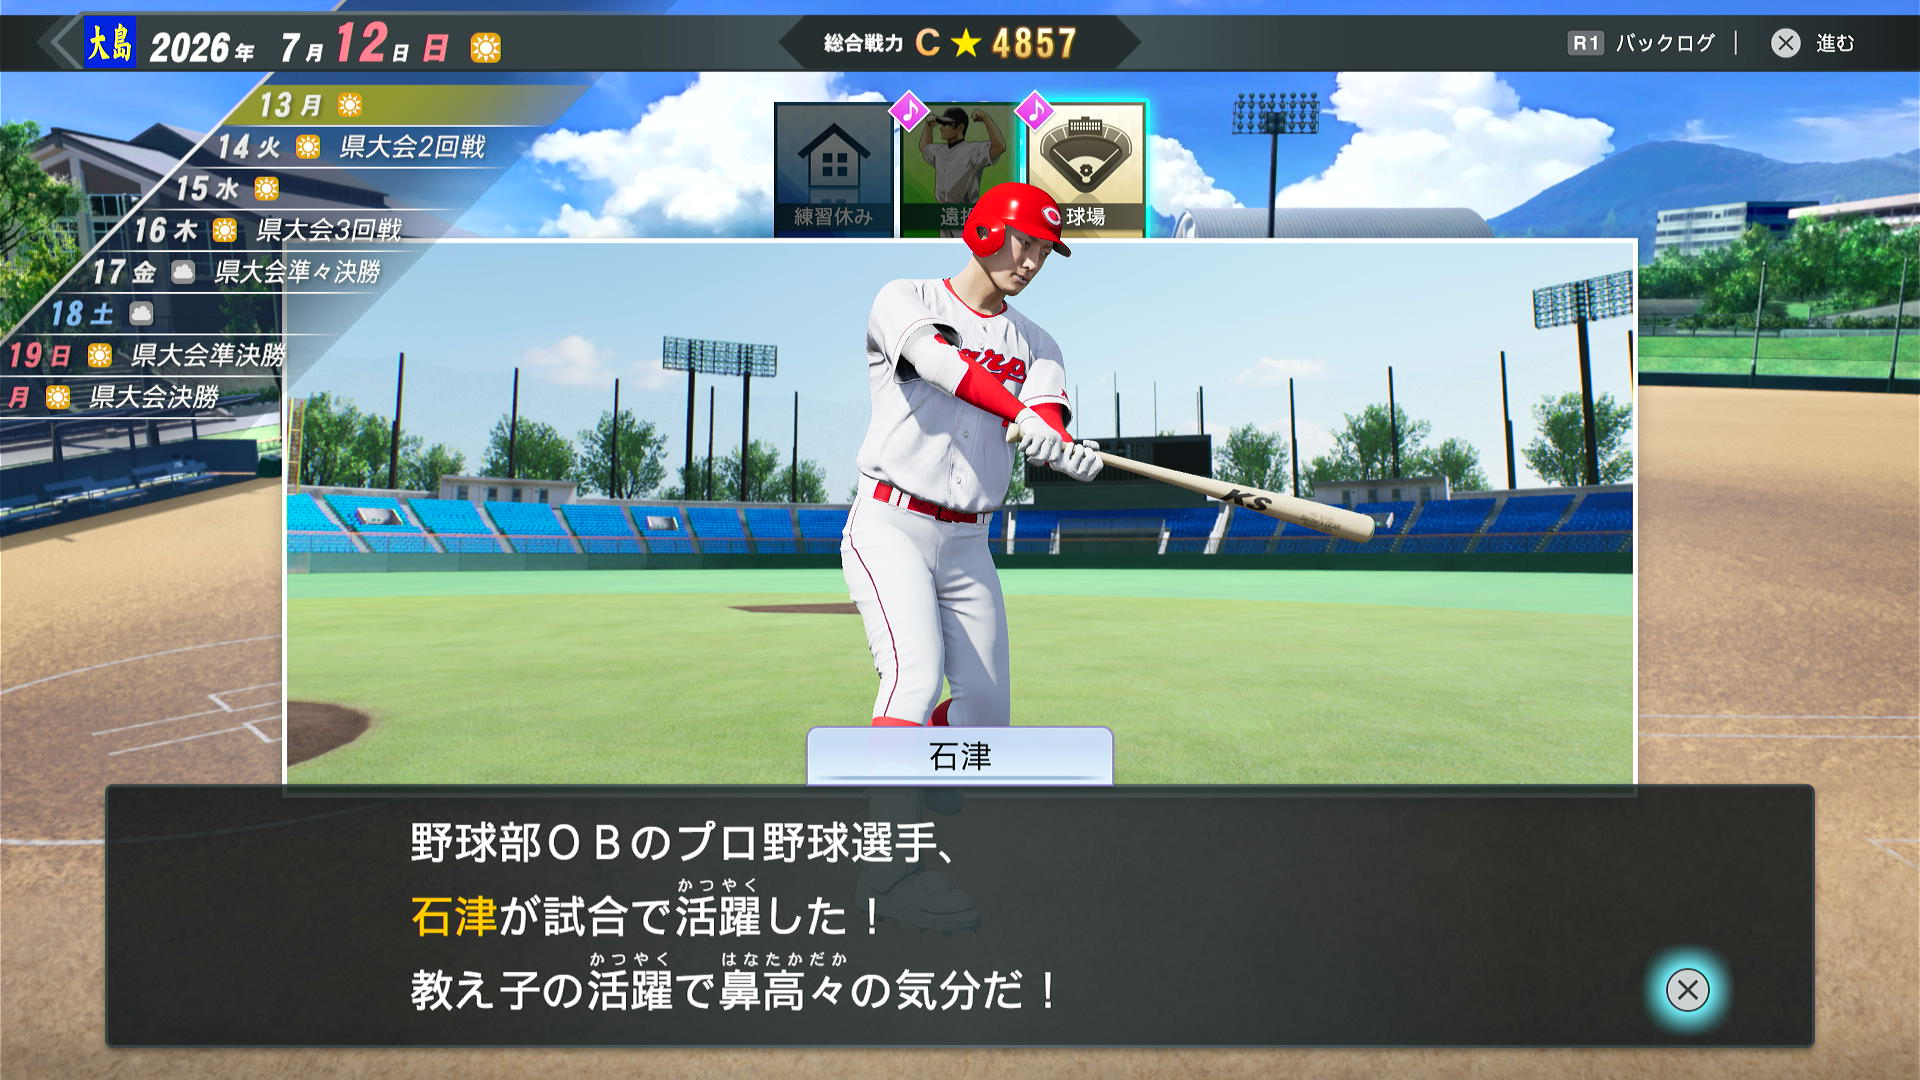 大島 2026年 7月12日 日
総合戦力 C ★ 4857
R1 バックログ
進む
13 月
14 火 県大会2回戦
15 水
16 木 県大会3回戦
17 金 県大会準々決勝
18 土
19 日 県大会準決勝
月 県大会決勝
練習休み
球場
KS
石津
野球部ＯＢのプロ野球選手、
かつやく
石津が試合で活躍した！
かつやく はなたかだか
教え子の活躍で鼻高々の気分だ！